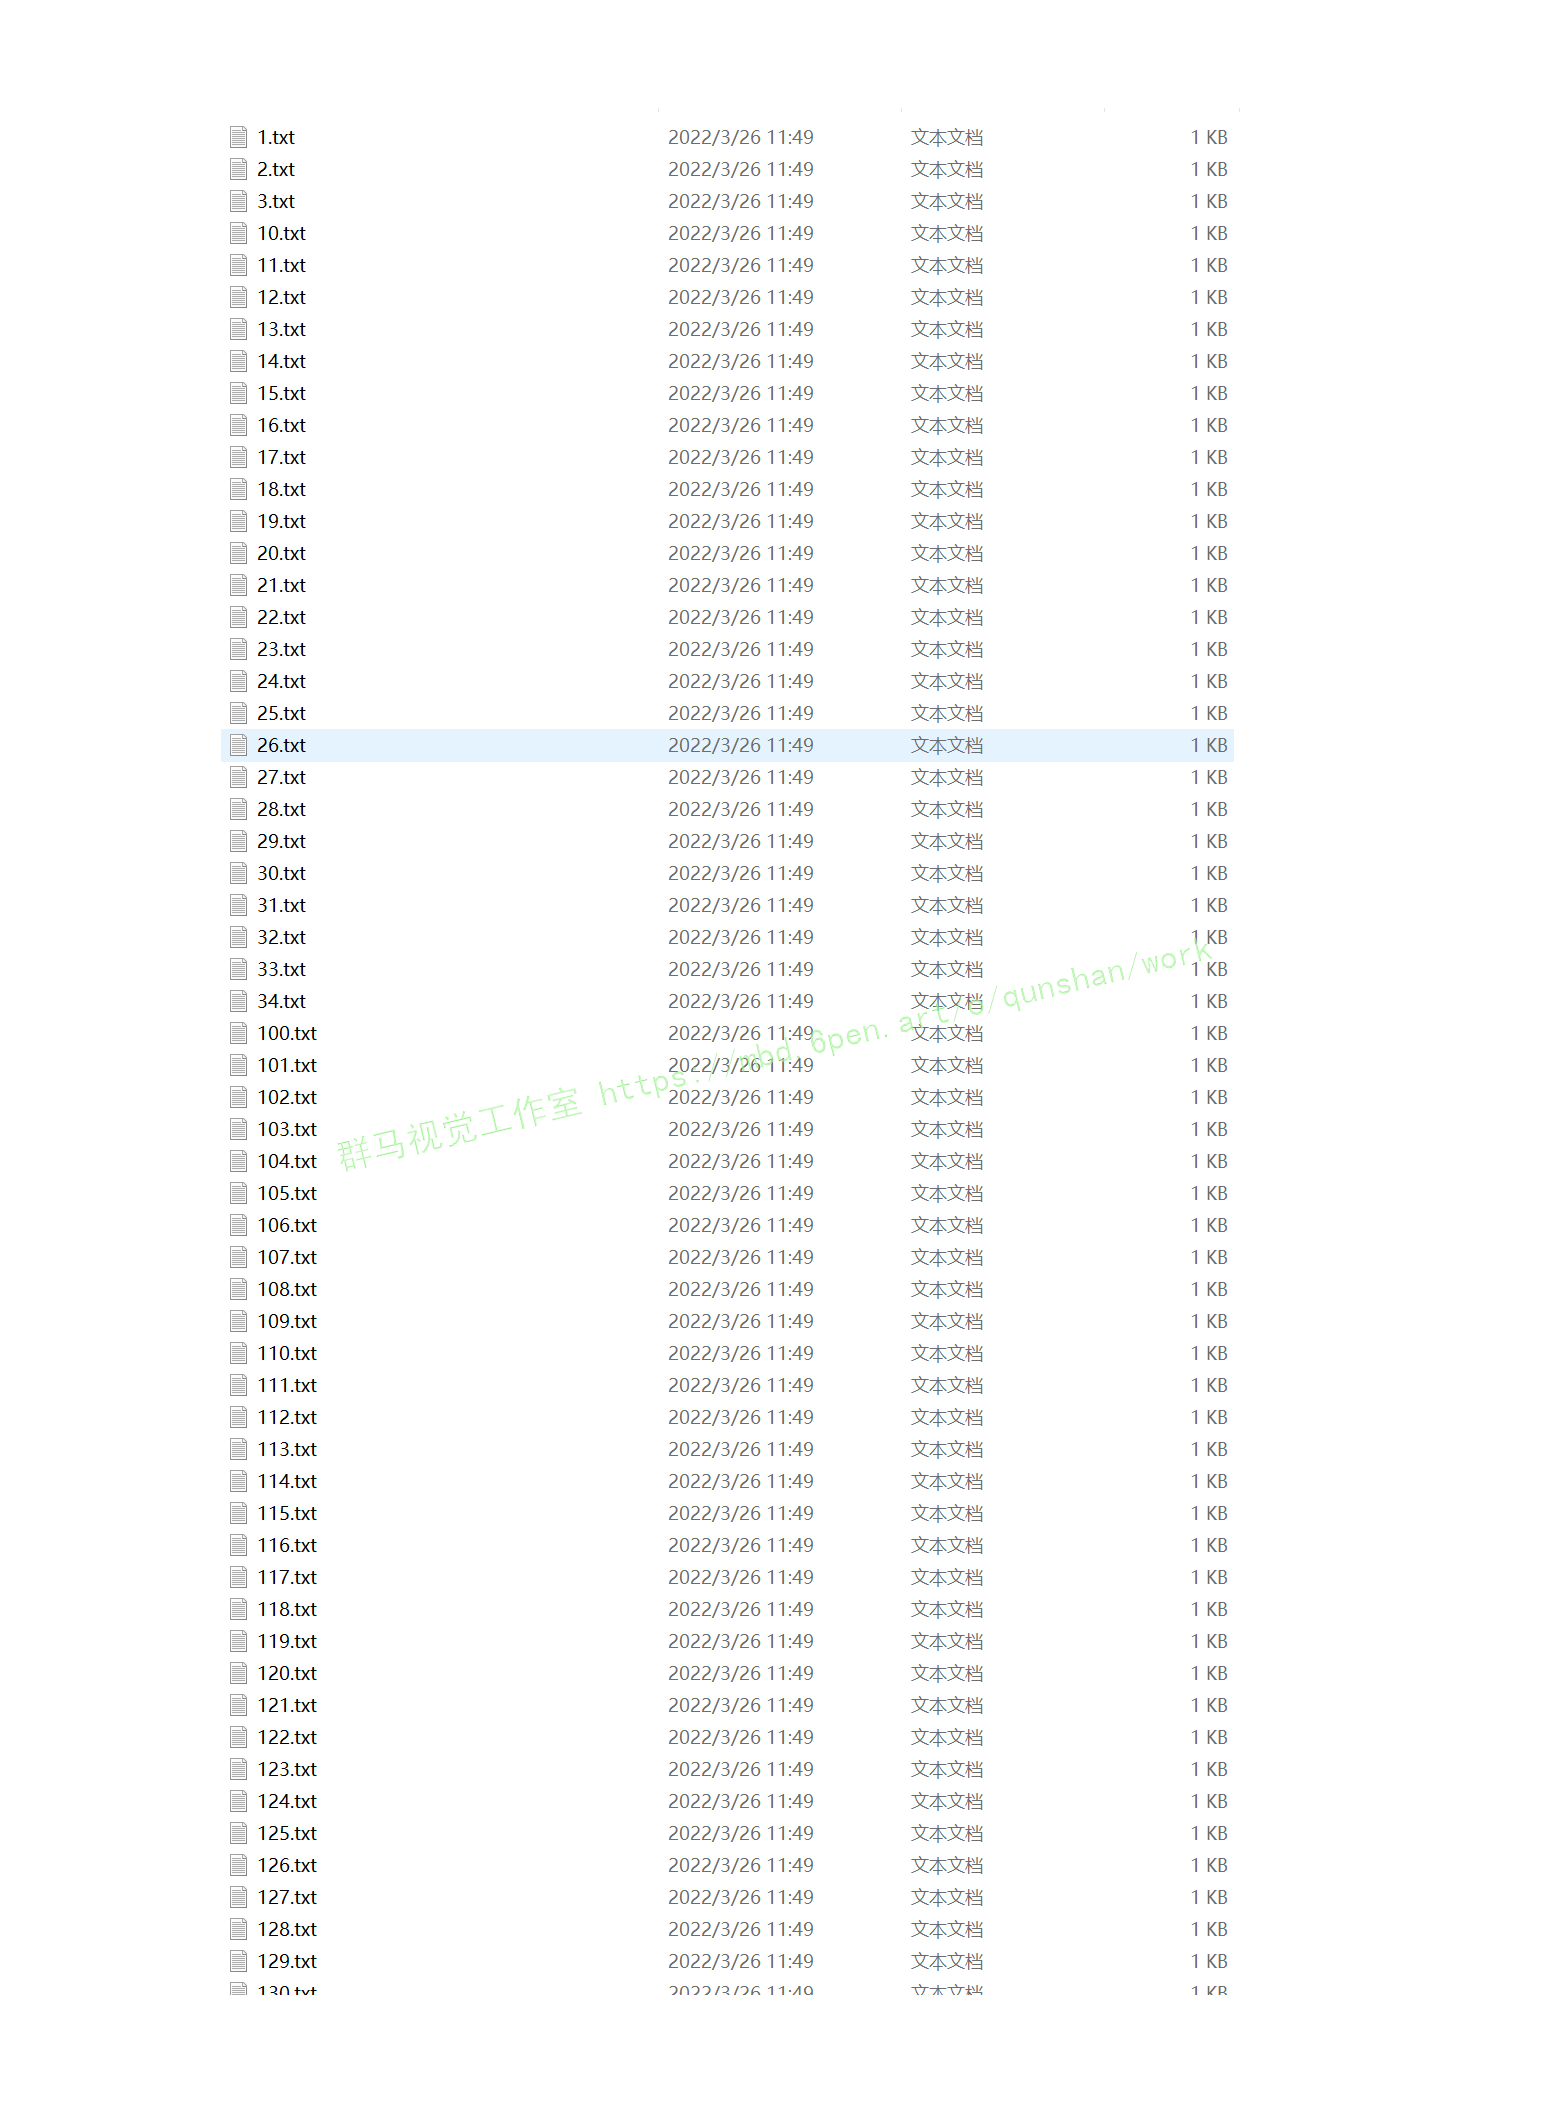 1.txt 2022/3/26 11:49 文本文档 1 KB
2.txt 2022/3/26 11:49 文本文档 1 KB
3.txt 2022/3/26 11:49 文本文档 1 KB
10.txt 2022/3/26 11:49 文本文档 1 KB
11.txt 2022/3/26 11:49 文本文档 1 KB
12.txt 2022/3/26 11:49 文本文档 1 KB
13.txt 2022/3/26 11:49 文本文档 1 KB
14.txt 2022/3/26 11:49 文本文档 1 KB
15.txt 2022/3/26 11:49 文本文档 1 KB
16.txt 2022/3/26 11:49 文本文档 1 KB
17.txt 2022/3/26 11:49 文本文档 1 KB
18.txt 2022/3/26 11:49 文本文档 1 KB
19.txt 2022/3/26 11:49 文本文档 1 KB
20.txt 2022/3/26 11:49 文本文档 1 KB
21.txt 2022/3/26 11:49 文本文档 1 KB
22.txt 2022/3/26 11:49 文本文档 1 KB
23.txt 2022/3/26 11:49 文本文档 1 KB
24.txt 2022/3/26 11:49 文本文档 1 KB
25.txt 2022/3/26 11:49 文本文档 1 KB
26.txt 2022/3/26 11:49 文本文档 1 KB
27.txt 2022/3/26 11:49 文本文档 1 KB
28.txt 2022/3/26 11:49 文本文档 1 KB
29.txt 2022/3/26 11:49 文本文档 1 KB
30.txt 2022/3/26 11:49 文本文档 1 KB
31.txt 2022/3/26 11:49 文本文档 1 KB
32.txt 2022/3/26 11:49 文本文档 1 KB
33.txt 2022/3/26 11:49 文本文档 1 KB
34.txt 2022/3/26 11:49 文本文档 1 KB
100.txt 2022/3/26 11:49 文本文档 1 KB
101.txt 2022/3/26 11:49 文本文档 1 KB
102.txt 2022/3/26 11:49 文本文档 1 KB
103.txt 2022/3/26 11:49 文本文档 1 KB
104.txt 2022/3/26 11:49 文本文档 1 KB
105.txt 2022/3/26 11:49 文本文档 1 KB
106.txt 2022/3/26 11:49 文本文档 1 KB
107.txt 2022/3/26 11:49 文本文档 1 KB
108.txt 2022/3/26 11:49 文本文档 1 KB
109.txt 2022/3/26 11:49 文本文档 1 KB
110.txt 2022/3/26 11:49 文本文档 1 KB
111.txt 2022/3/26 11:49 文本文档 1 KB
112.txt 2022/3/26 11:49 文本文档 1 KB
113.txt 2022/3/26 11:49 文本文档 1 KB
114.txt 2022/3/26 11:49 文本文档 1 KB
115.txt 2022/3/26 11:49 文本文档 1 KB
116.txt 2022/3/26 11:49 文本文档 1 KB
117.txt 2022/3/26 11:49 文本文档 1 KB
118.txt 2022/3/26 11:49 文本文档 1 KB
119.txt 2022/3/26 11:49 文本文档 1 KB
120.txt 2022/3/26 11:49 文本文档 1 KB
121.txt 2022/3/26 11:49 文本文档 1 KB
122.txt 2022/3/26 11:49 文本文档 1 KB
123.txt 2022/3/26 11:49 文本文档 1 KB
124.txt 2022/3/26 11:49 文本文档 1 KB
125.txt 2022/3/26 11:49 文本文档 1 KB
126.txt 2022/3/26 11:49 文本文档 1 KB
127.txt 2022/3/26 11:49 文本文档 1 KB
128.txt 2022/3/26 11:49 文本文档 1 KB
129.txt 2022/3/26 11:49 文本文档 1 KB
130.txt 2022/3/26 11:49 文本文档 1 KB
群马视觉工作室 https://mbd.6pen.art/o/qunshan/work